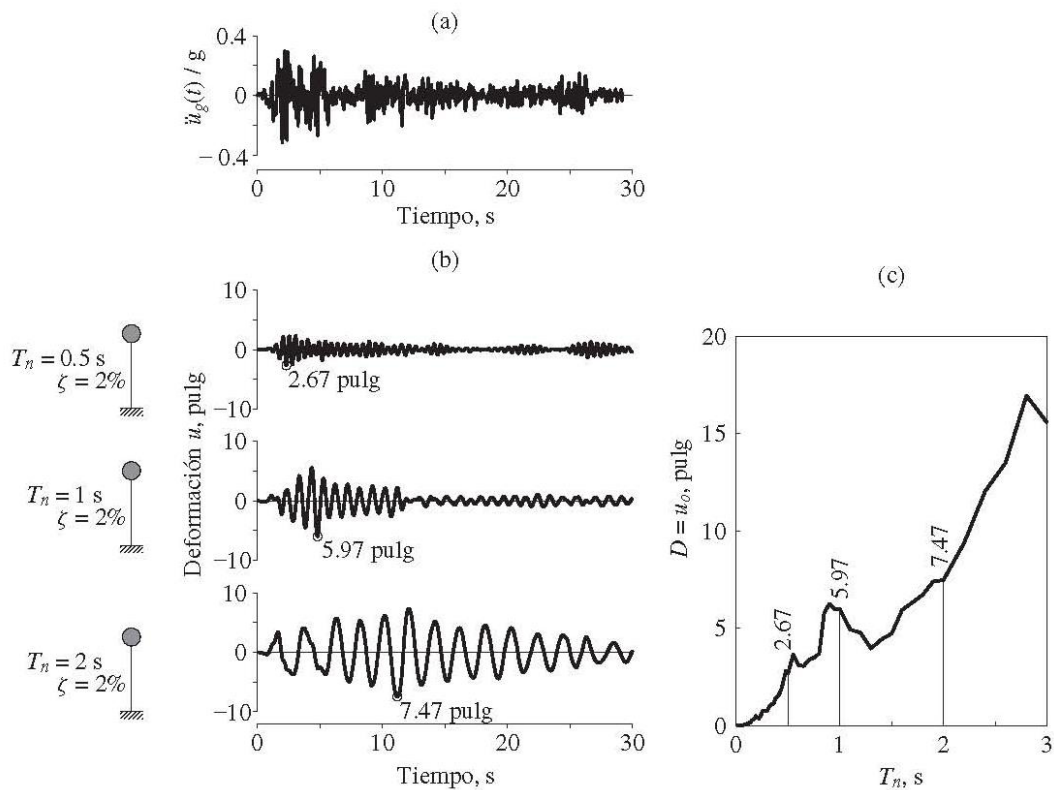 (a)
0.4
0
−0.4
ü_g(t) / g
0
10
20
30
Tiempo, s
(b)
Deformación u, pulg
T_n = 0.5 s
ζ = 2%
10
0
−10
2.67 pulg
T_n = 1 s
ζ = 2%
10
0
−10
5.97 pulg
T_n = 2 s
ζ = 2%
10
0
−10
7.47 pulg
0
10
20
30
Tiempo, s
(c)
20
15
10
5
0
D = u_o, pulg
2.67
5.97
7.47
0
1
2
3
T_n, s